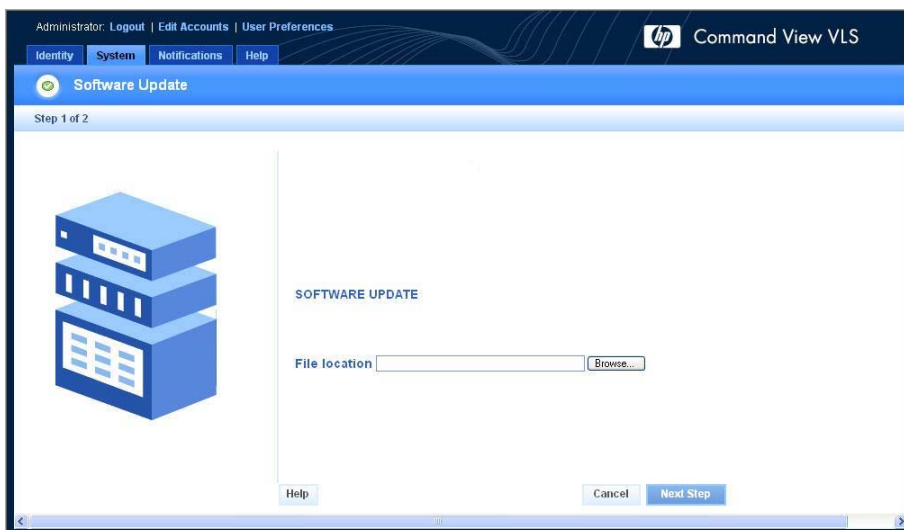 Administrator: Logout | Edit Accounts | User Preferences
hp Command View VLS
Identity System Notifications Help
Software Update
Step 1 of 2
SOFTWARE UPDATE
File location Browse...
Help Cancel Next Step